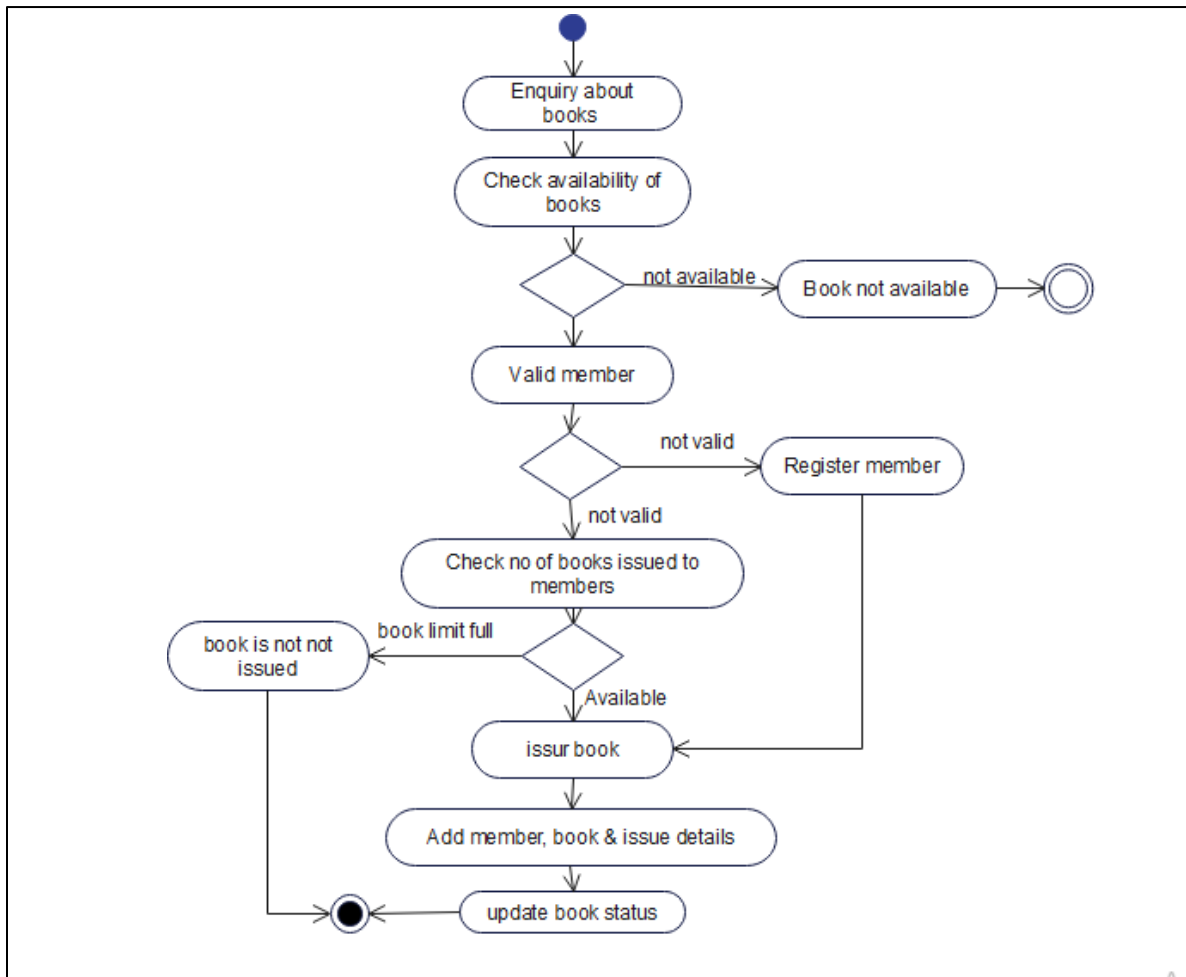 Enquiry about
books
Check availability of
books
not available
Book not available
Valid member
not valid
Register member
not valid
Check no of books issued to
members
book limit full
book is not not
issued
Available
issur book
Add member, book & issue details
update book status